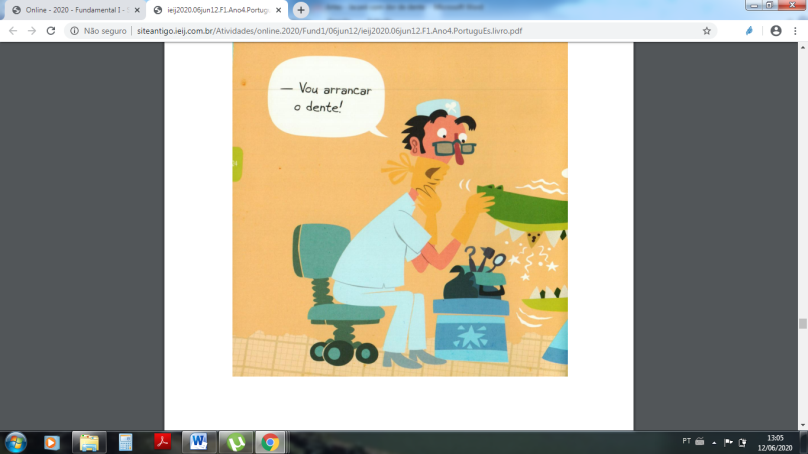 Online - 2020 - Fundamental I - S
ieij2020.06jun12.F1.Ano4.Portugu
Não seguro | siteantigo.ieij.com.br/Atividades/online.2020/Fund1/06jun12/ieij2020.06jun12.F1.Ano4.PortuguEs.livro.pdf
— Vou arrancar
o dente!
PT
13:05
12/06/2020